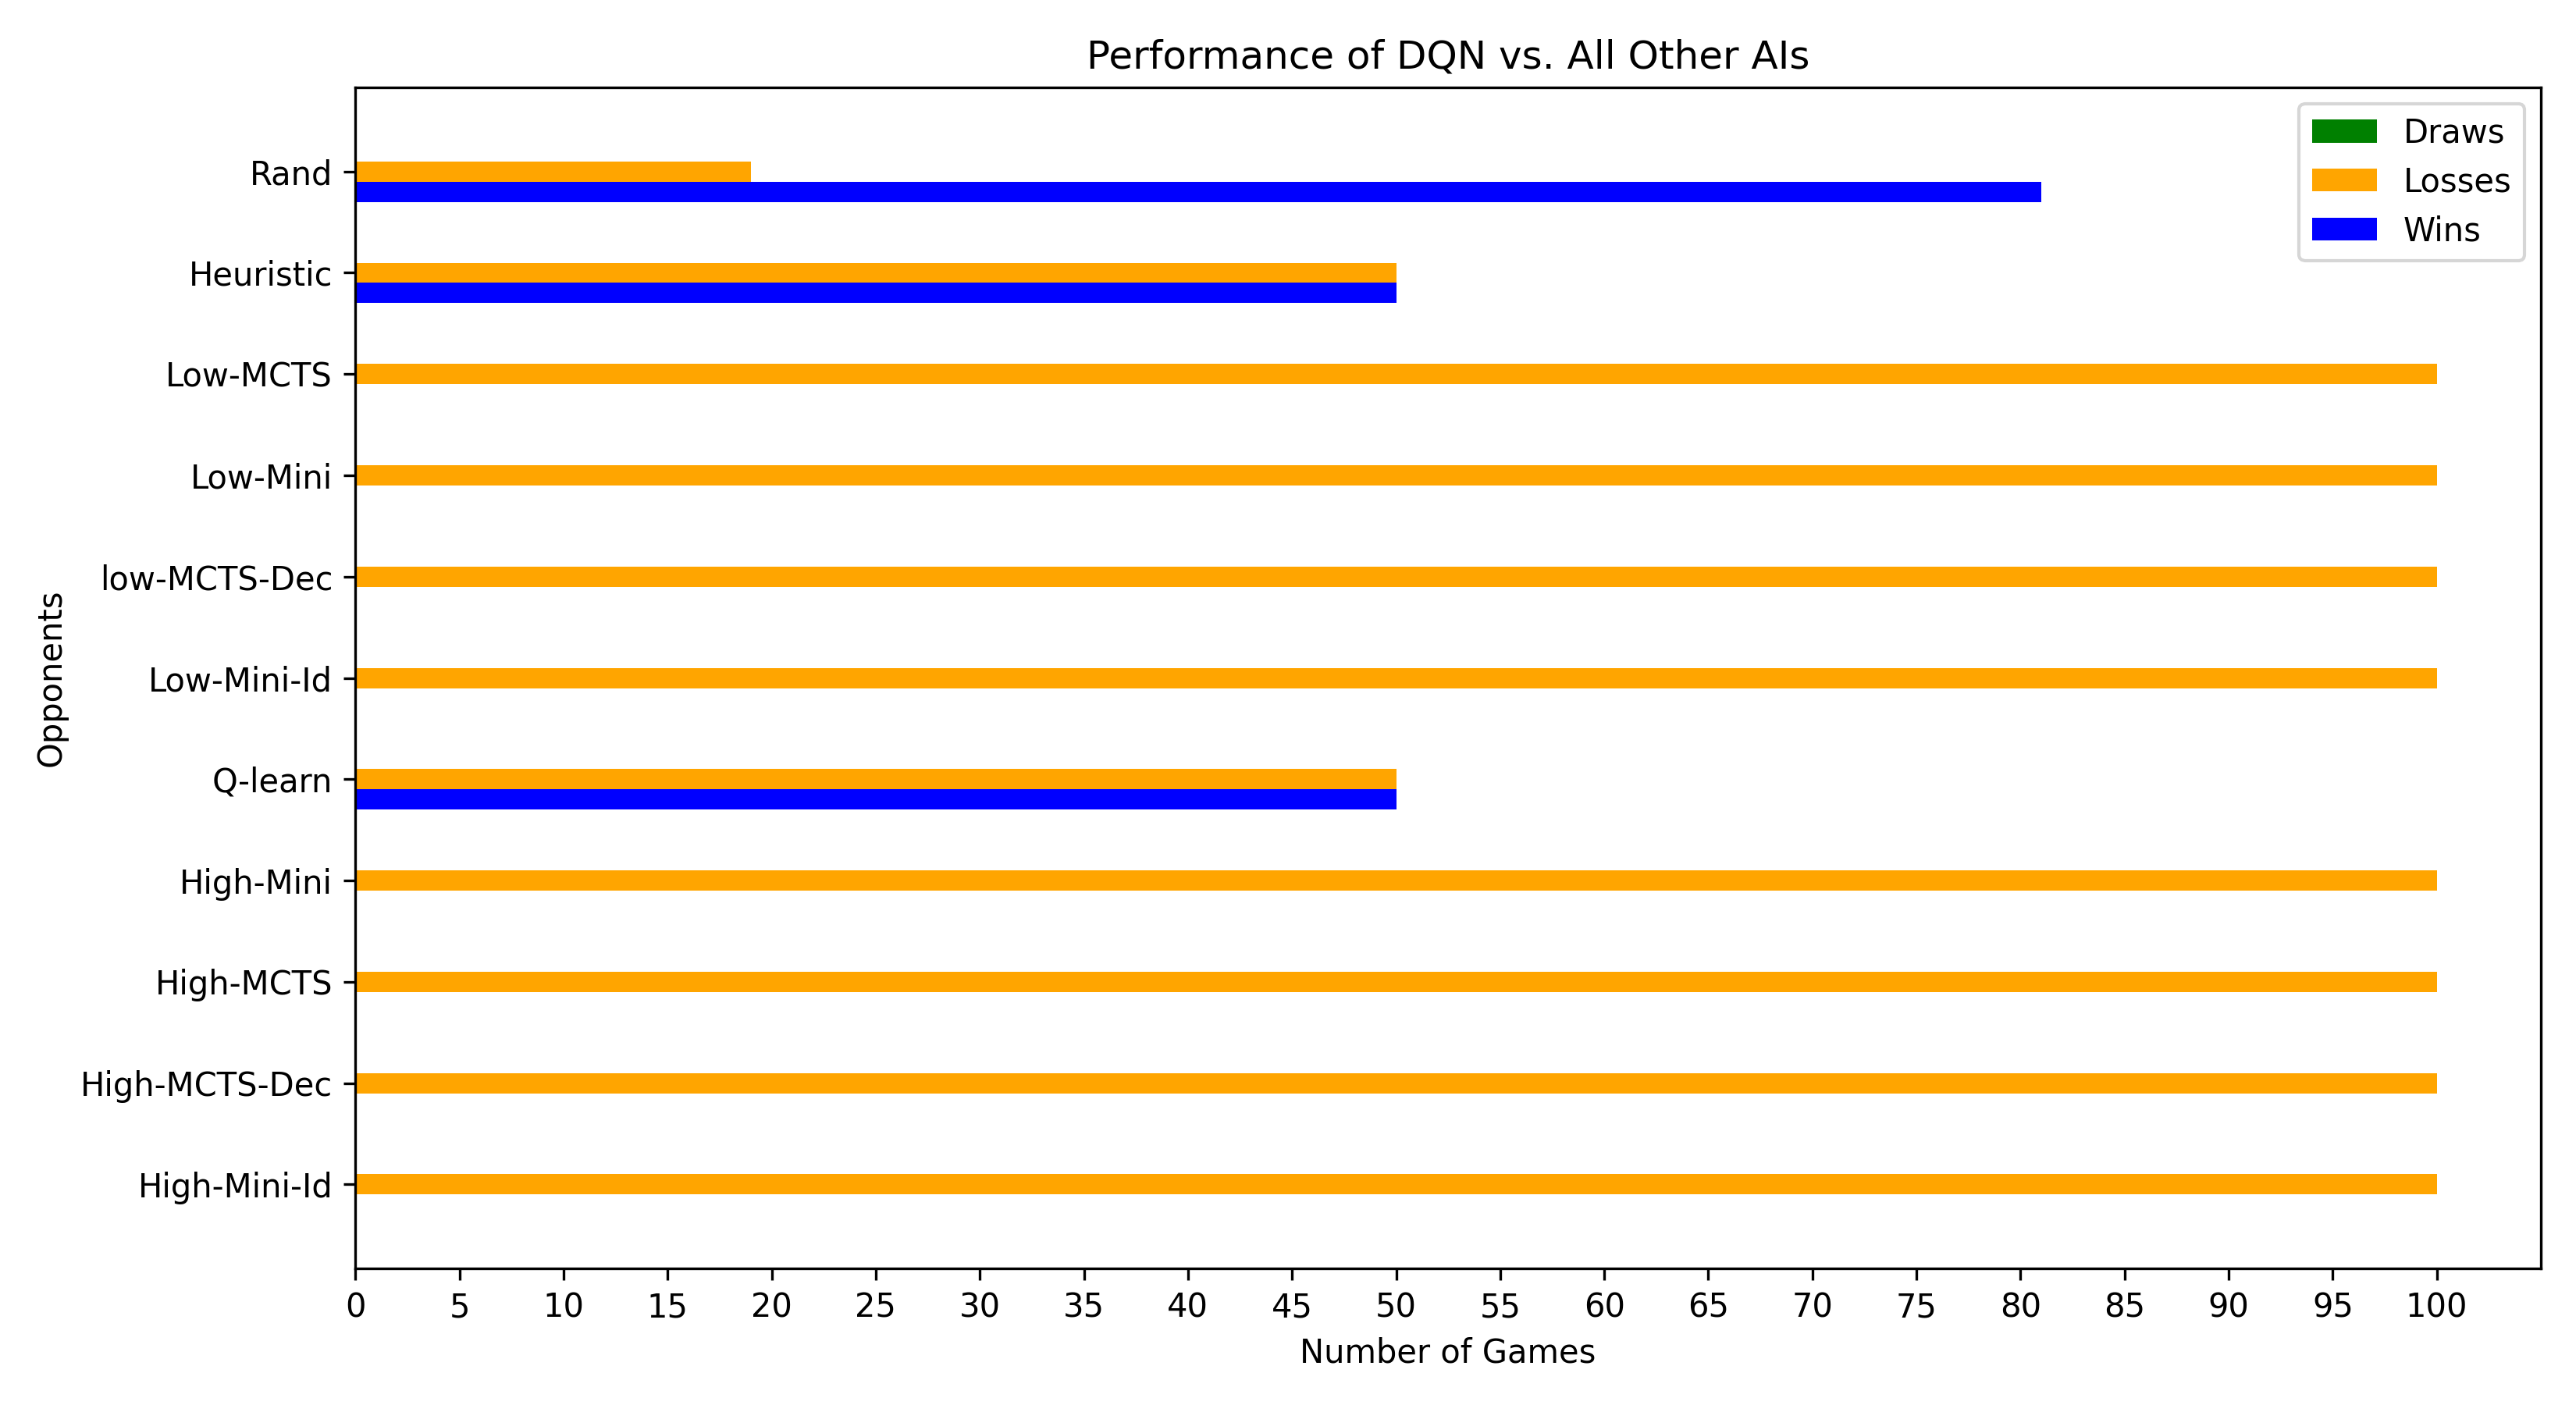 Performance of DQN vs. All Other AIs
Draws
Losses
Wins
Rand
Heuristic
Low-MCTS
Low-Mini
low-MCTS-Dec
Low-Mini-Id
Q-learn
High-Mini
High-MCTS
High-MCTS-Dec
High-Mini-Id
Opponents
0 5 10 15 20 25 30 35 40 45 50 55 60 65 70 75 80 85 90 95 100
Number of Games